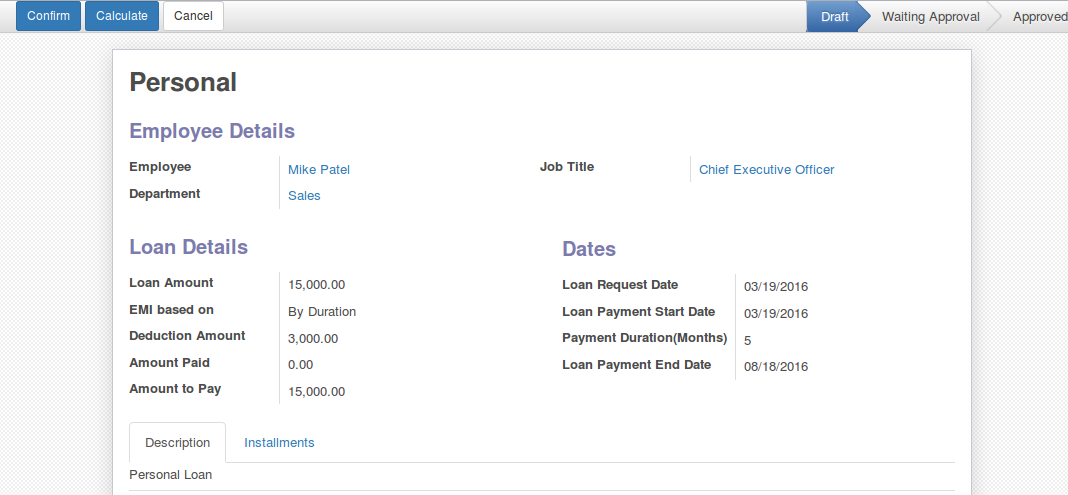 Confirm Calculate Cancel Draft Waiting Approval Approved
Personal
Employee Details
Employee Mike Patel Job Title Chief Executive Officer
Department Sales
Loan Details Dates
Loan Amount 15,000.00 Loan Request Date 03/19/2016
EMI based on By Duration Loan Payment Start Date 03/19/2016
Deduction Amount 3,000.00 Payment Duration(Months) 5
Amount Paid 0.00 Loan Payment End Date 08/18/2016
Amount to Pay 15,000.00
Description Installments
Personal Loan